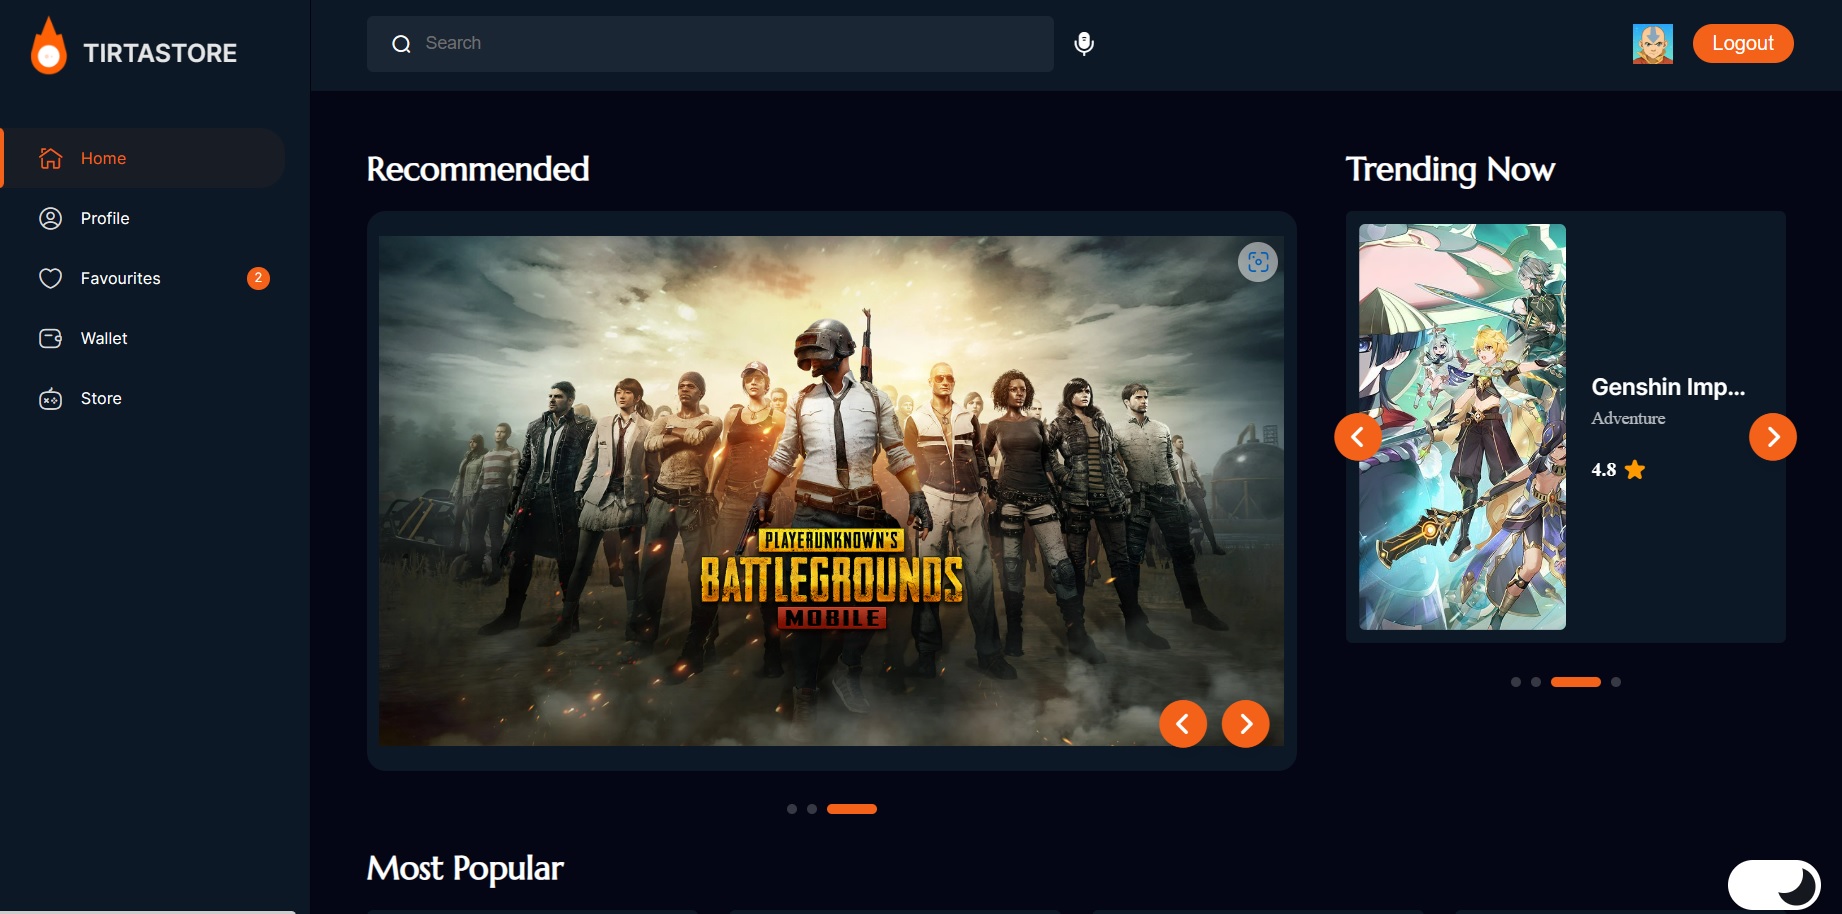 TIRTASTORE
Search
Logout
Home
Profile
Favourites
2
Wallet
Store
Recommended
PLAYERUNKNOWN'S
BATTLEGROUNDS
MOBILE
Trending Now
Genshin Imp...
Adventure
4.8
Most Popular